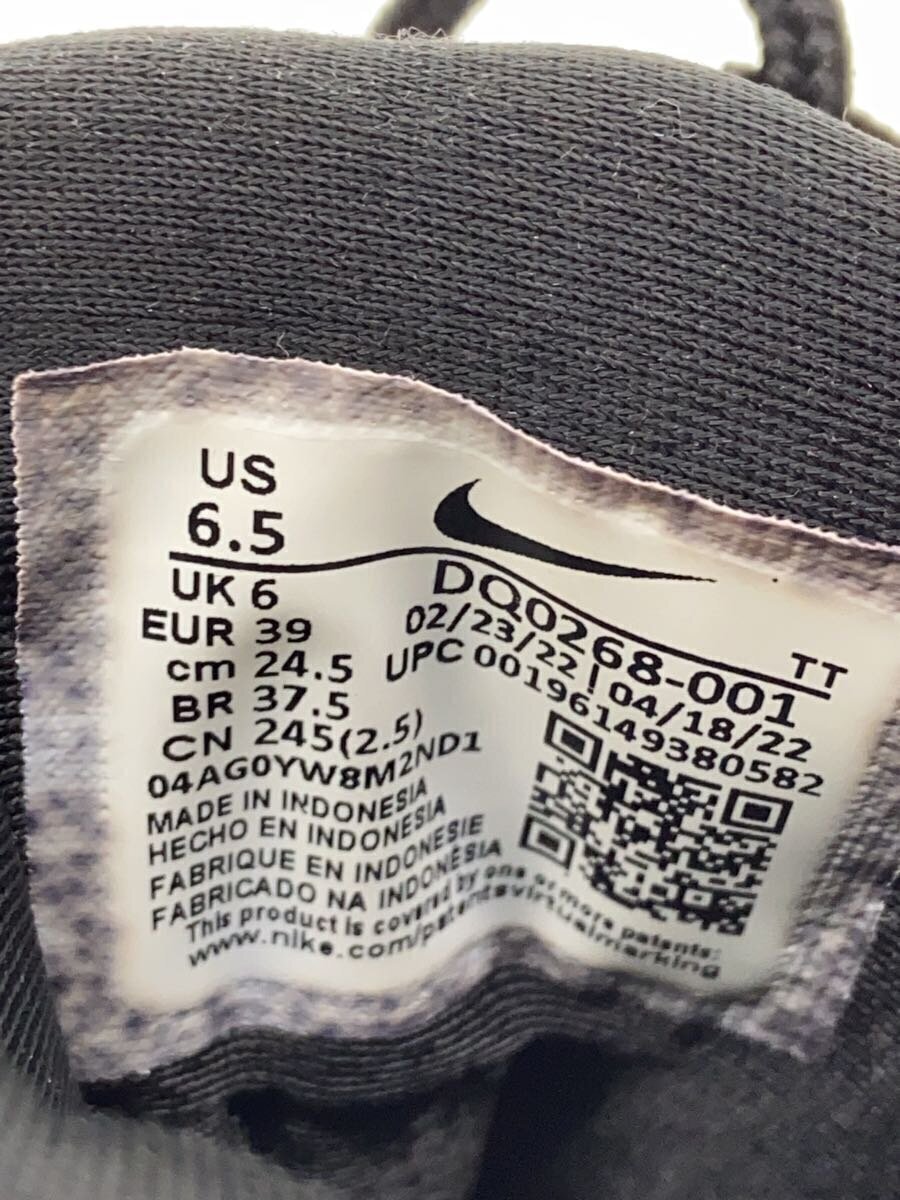 US
6.5
UK 6
EUR 39
cm 24.5
BR 37.5
CN 245(2.5)
04AG0YW8M2ND1
TT
DQ0268-001
02/23/22 | 04/18/22
UPC 00196149380582
MADE IN INDONESIA
HECHO EN INDONESIA
FABRIQUE EN INDONESIE
FABRICADO NA INDONÉSIA
This product is covered by one or more patents:
www.nike.com/patentsvirtualmarking